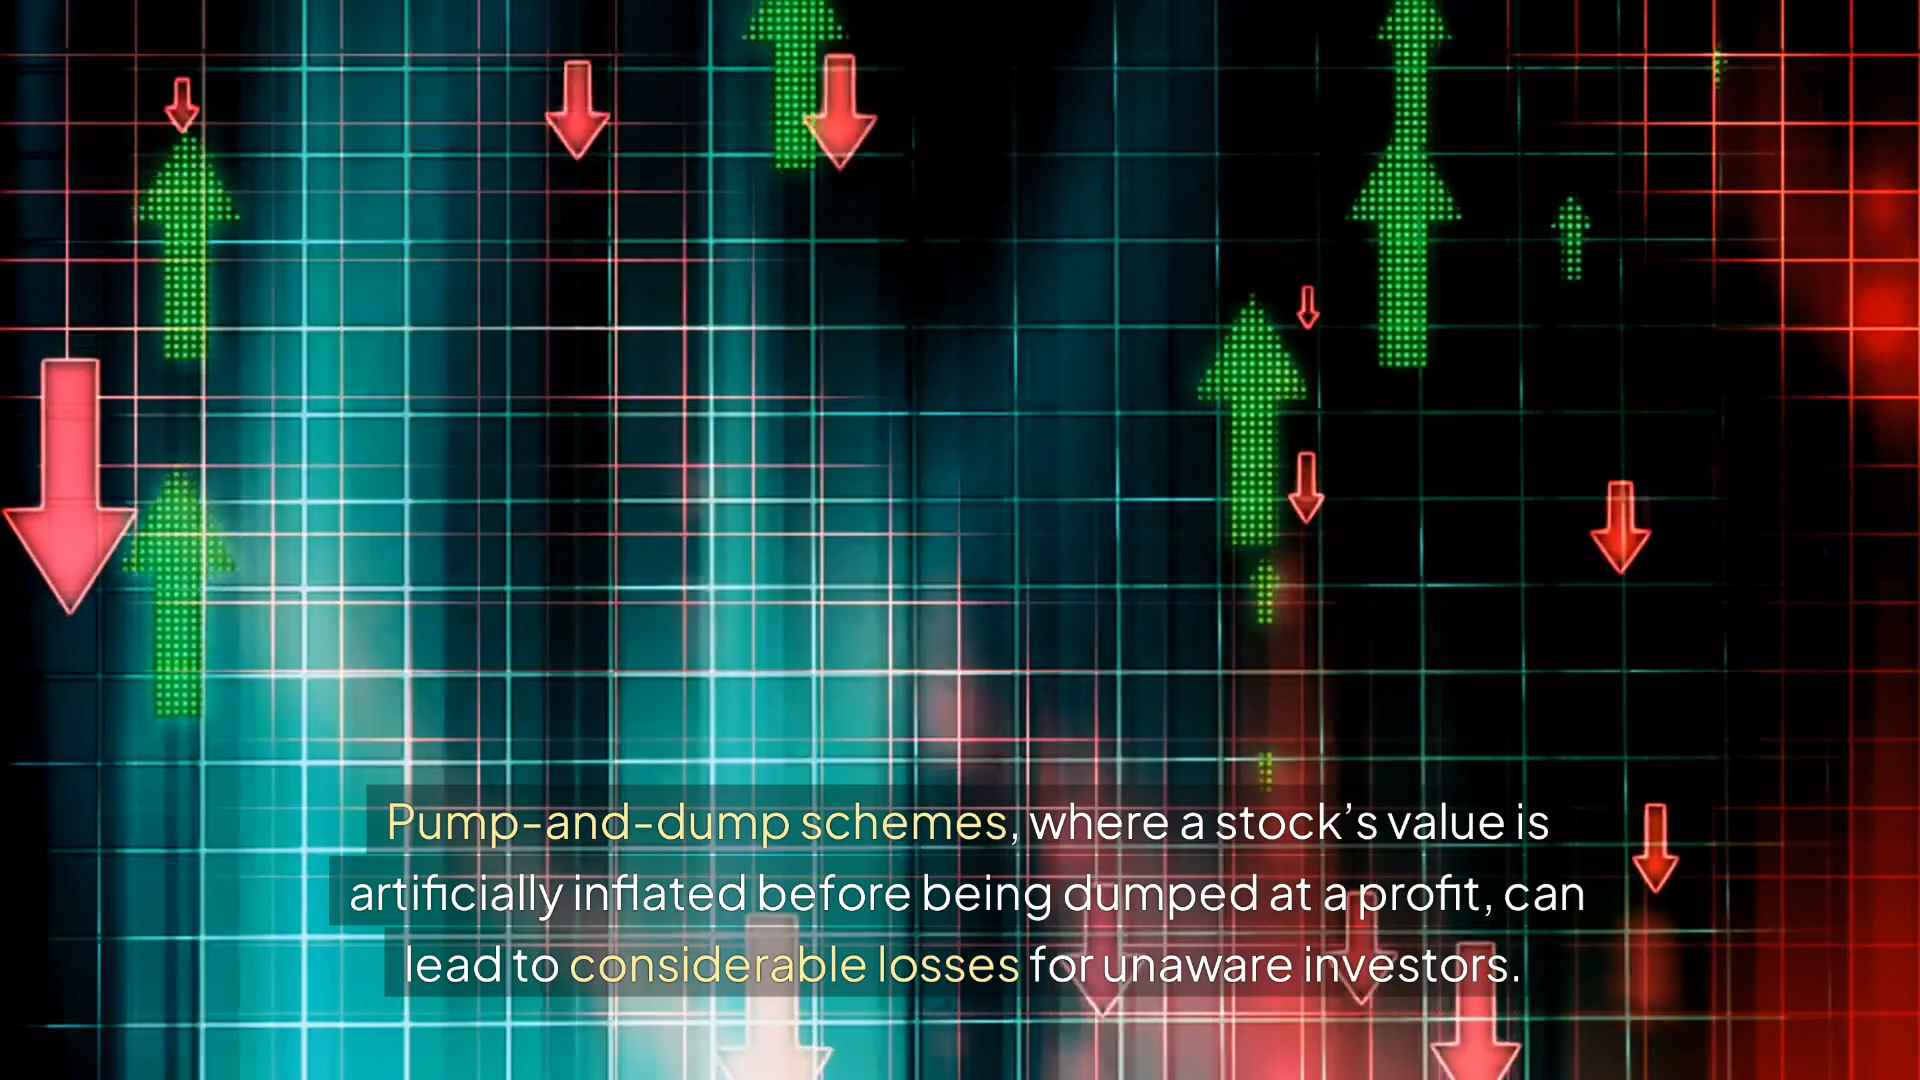 Pump-and-dump schemes, where a stock’s value is
artificially inflated before being dumped at a profit, can
lead to considerable losses for unaware investors.